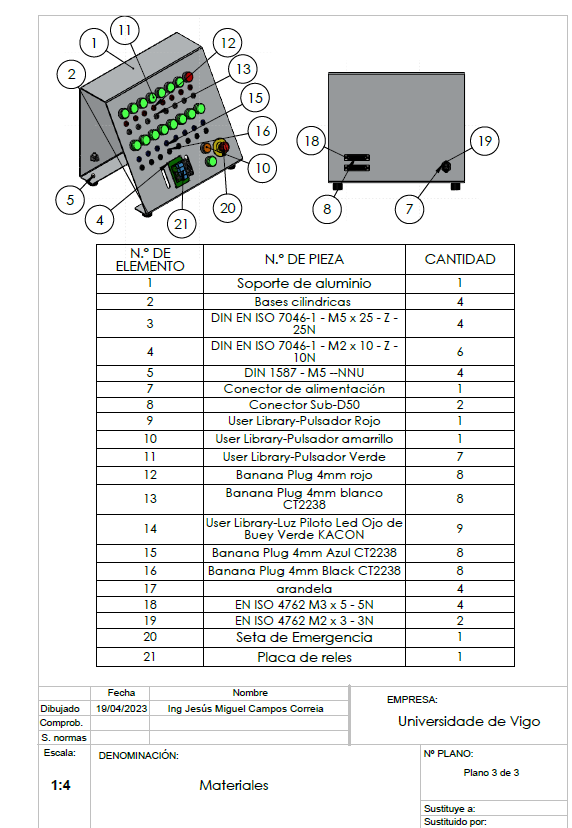 11
1
12
2
13
15
16
18
19
5
10
4
20
8
7
21
N.º DE ELEMENTO N.º DE PIEZA CANTIDAD
1 Soporte de aluminio 1
2 Bases cilindricas 4
3 DIN EN ISO 7046-1 - M5 x 25 - Z -
25N 4
4 DIN EN ISO 7046-1 - M2 x 10 - Z -
10N 6
5 DIN 1587 - M5 --NNU 4
7 Conector de alimentación 1
8 Conector Sub-D50 2
9 User Library-Pulsador Rojo 1
10 User Library-Pulsador amarrillo 1
11 User Library-Pulsador Verde 7
12 Banana Plug 4mm rojo 8
13 Banana Plug 4mm blanco
CT2238 8
14 User Library-Luz Piloto Led Ojo de
Buey Verde KACON 9
15 Banana Plug 4mm Azul CT2238 8
16 Banana Plug 4mm Black CT2238 8
17 arandela 4
18 EN ISO 4762 M3 x 5 - 5N 4
19 EN ISO 4762 M2 x 3 - 3N 2
20 Seta de Emergencia 1
21 Placa de reles 1
Fecha Nombre
Dibujado 19/04/2023 Ing Jesús Miguel Campos Correia
Comprob.
S. normas
EMPRESA:
Universidade de Vigo
Escala:
1:4
DENOMINACIÓN:
Materiales
Nº PLANO:
Plano 3 de 3
Sustituye a:
Sustituido por: